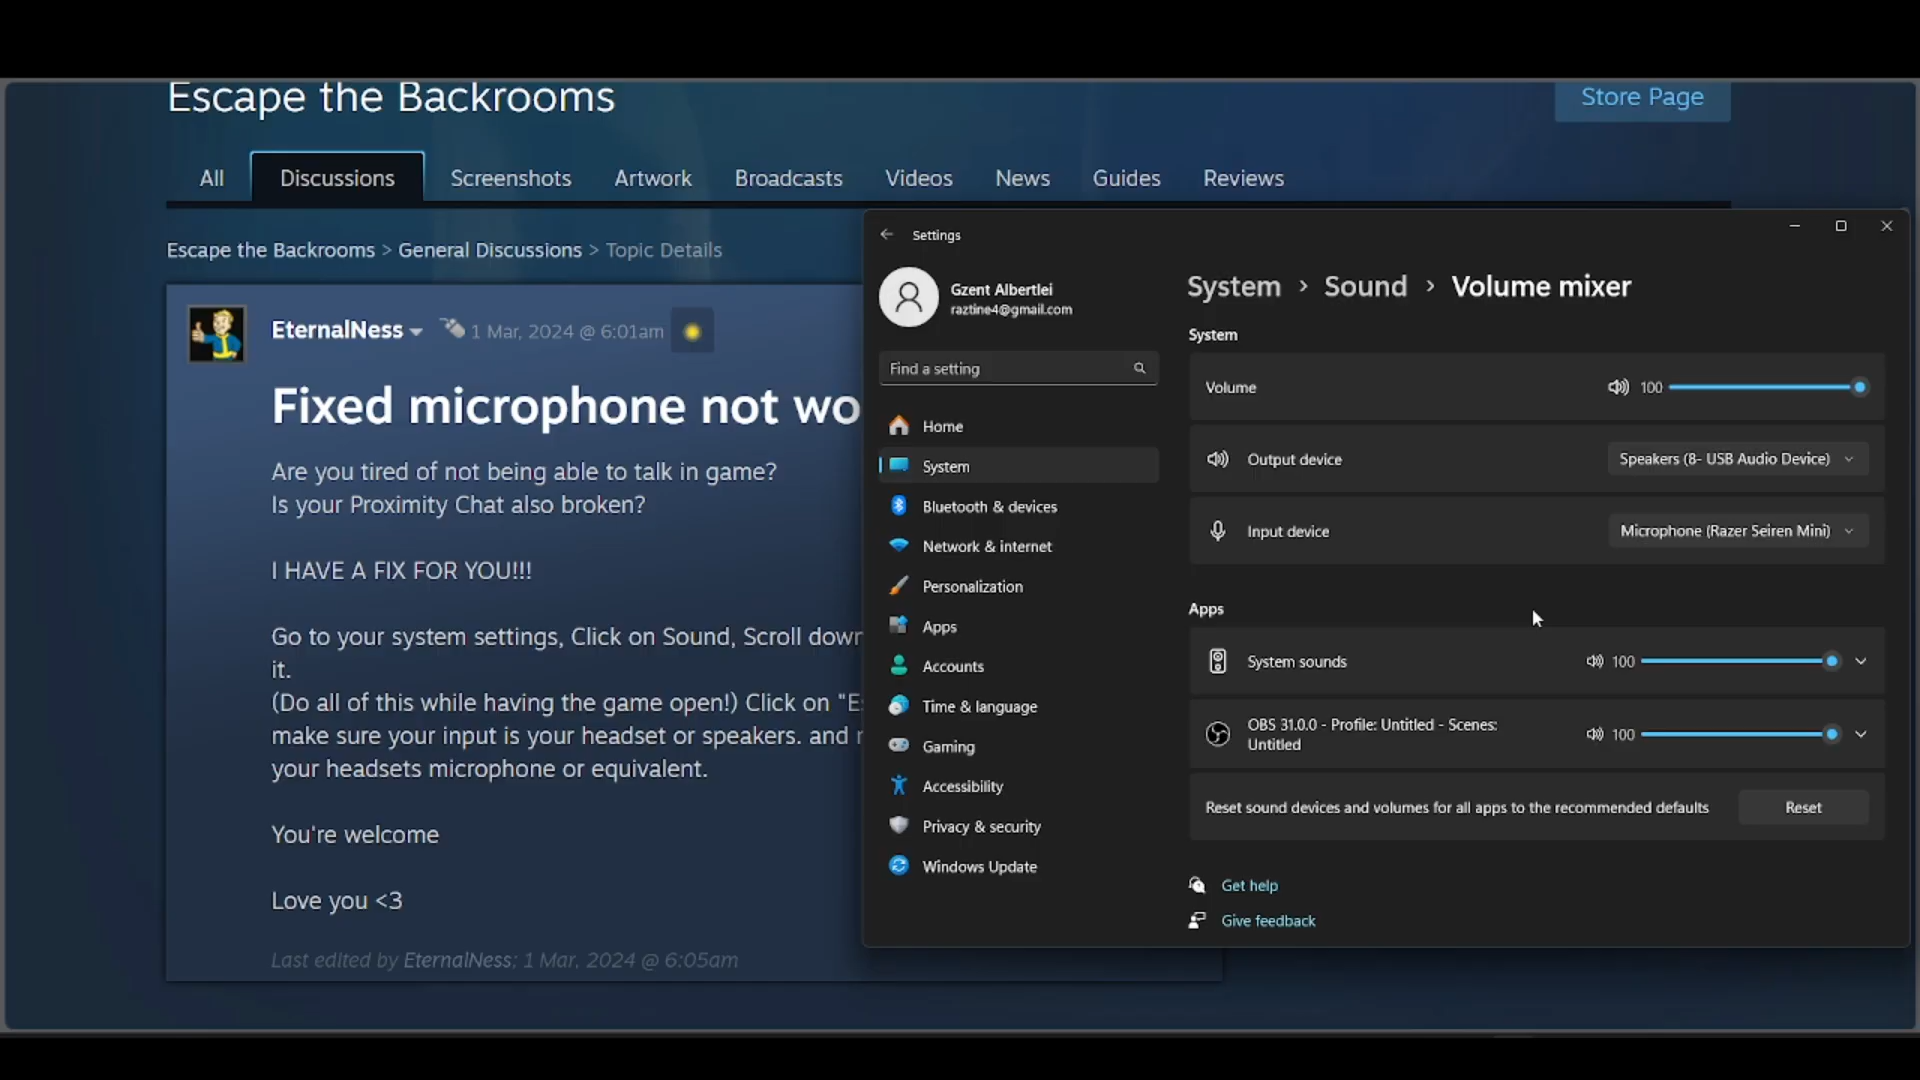 Escape the Backrooms
Store Page
All Discussions Screenshots Artwork Broadcasts Videos News Guides Reviews
Escape the Backrooms > General Discussions > Topic Details
EternalNess 1 Mar, 2024 @ 6:01am
Fixed microphone not wo
Are you tired of not being able to talk in game?
Is your Proximity Chat also broken?
I HAVE A FIX FOR YOU!!!
Go to your system settings, Click on Sound, Scroll down
it.
(Do all of this while having the game open!) Click on "Es
make sure your input is your headset or speakers. and
your headsets microphone or equivalent.
You're welcome
Love you <3
Last edited by EternalNess; 1 Mar, 2024 @ 6:05am
Settings
Gzent Albertlei
raztine4@gmail.com
Find a setting
Home
System
Bluetooth & devices
Network & internet
Personalization
Apps
Accounts
Time & language
Gaming
Accessibility
Privacy & security
Windows Update
System > Sound > Volume mixer
System
Volume 100
Output device Speakers (8- USB Audio Device)
Input device Microphone (Razer Seiren Mini)
Apps
System sounds 100
OBS 31.0.0 - Profile: Untitled - Scenes:
Untitled 100
Reset sound devices and volumes for all apps to the recommended defaults Reset
Get help
Give feedback